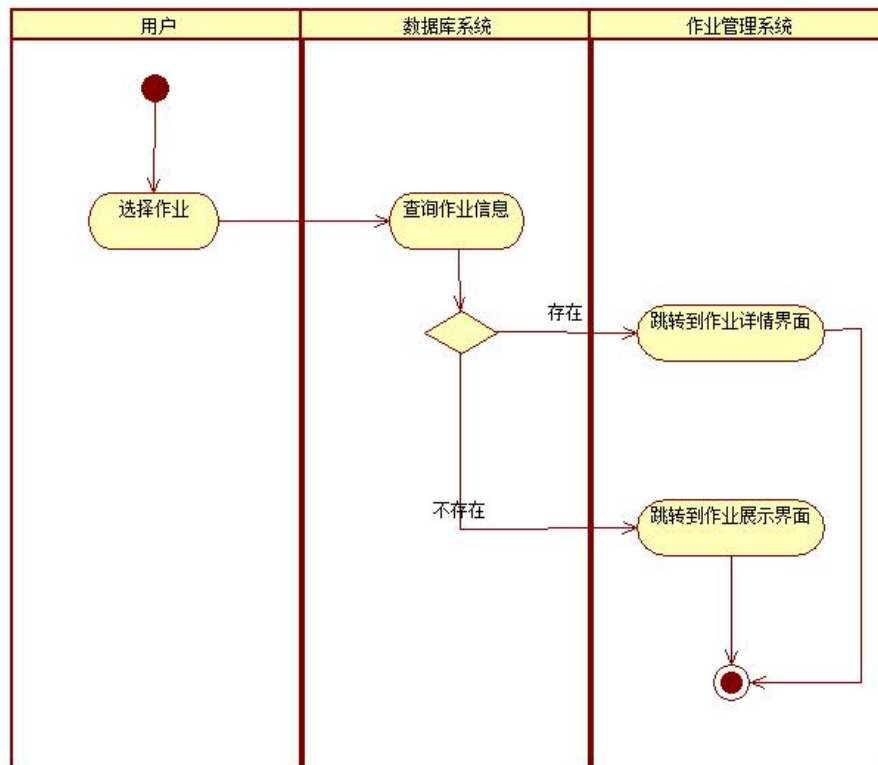 用户
数据库系统
作业管理系统
选择作业
查询作业信息
存在
跳转到作业详情界面
不存在
跳转到作业展示界面